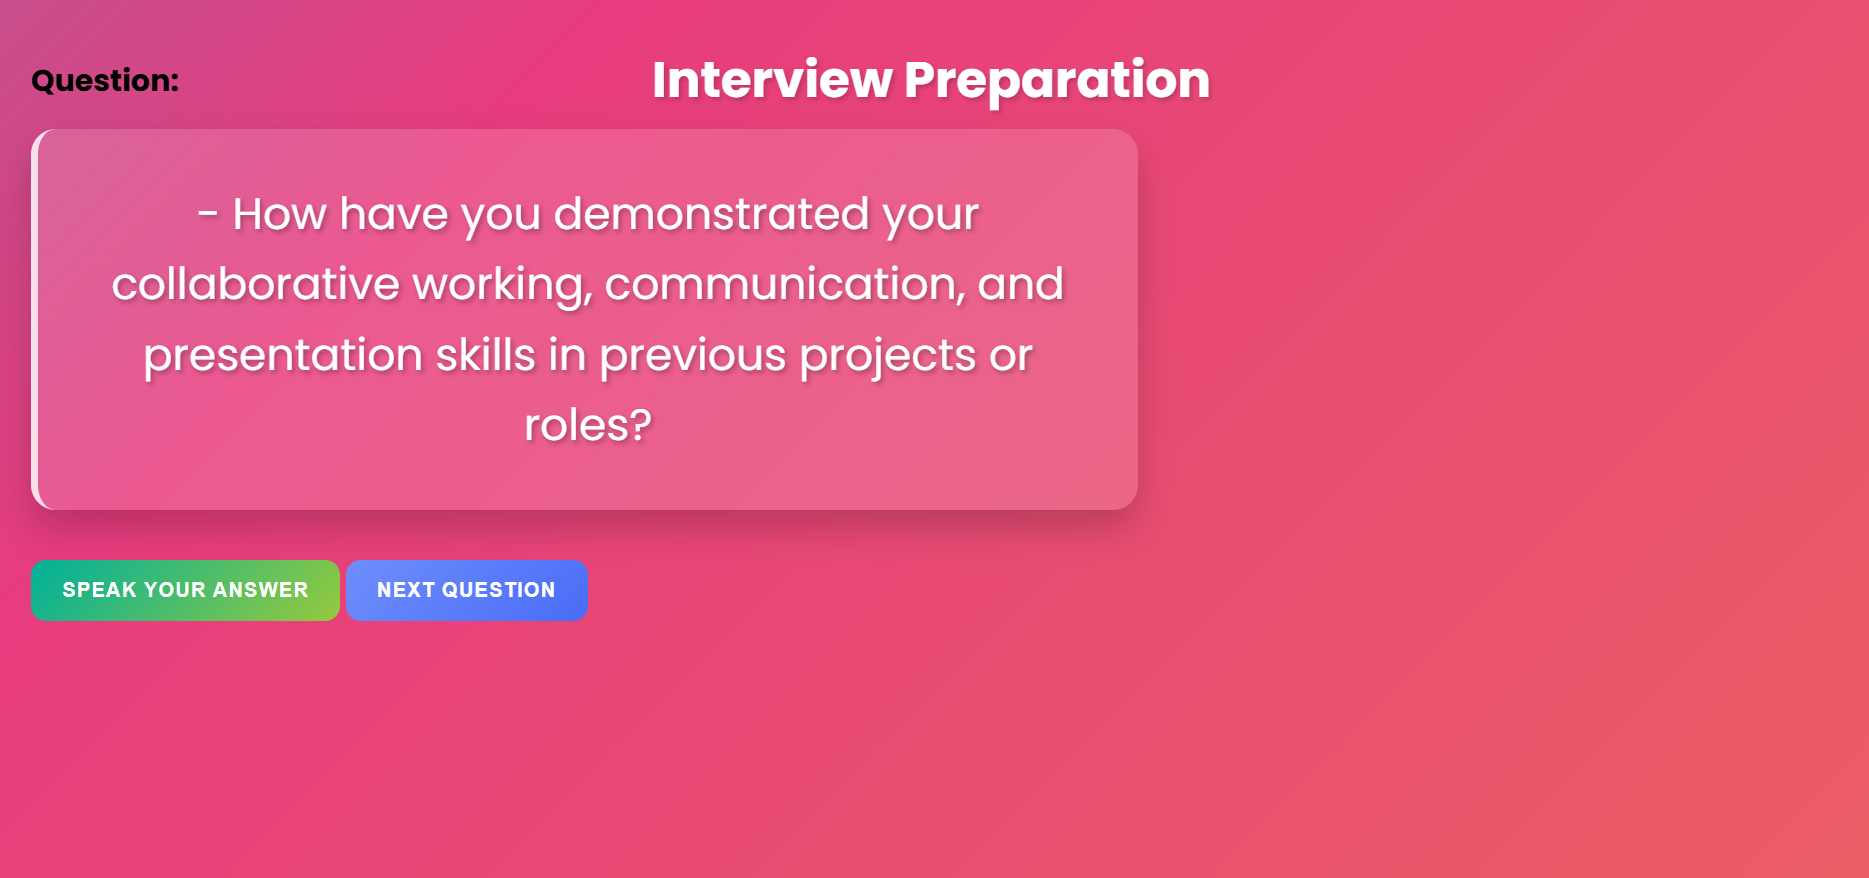 Question:
Interview Preparation
- How have you demonstrated your
collaborative working, communication, and
presentation skills in previous projects or
roles?
SPEAK YOUR ANSWER
NEXT QUESTION